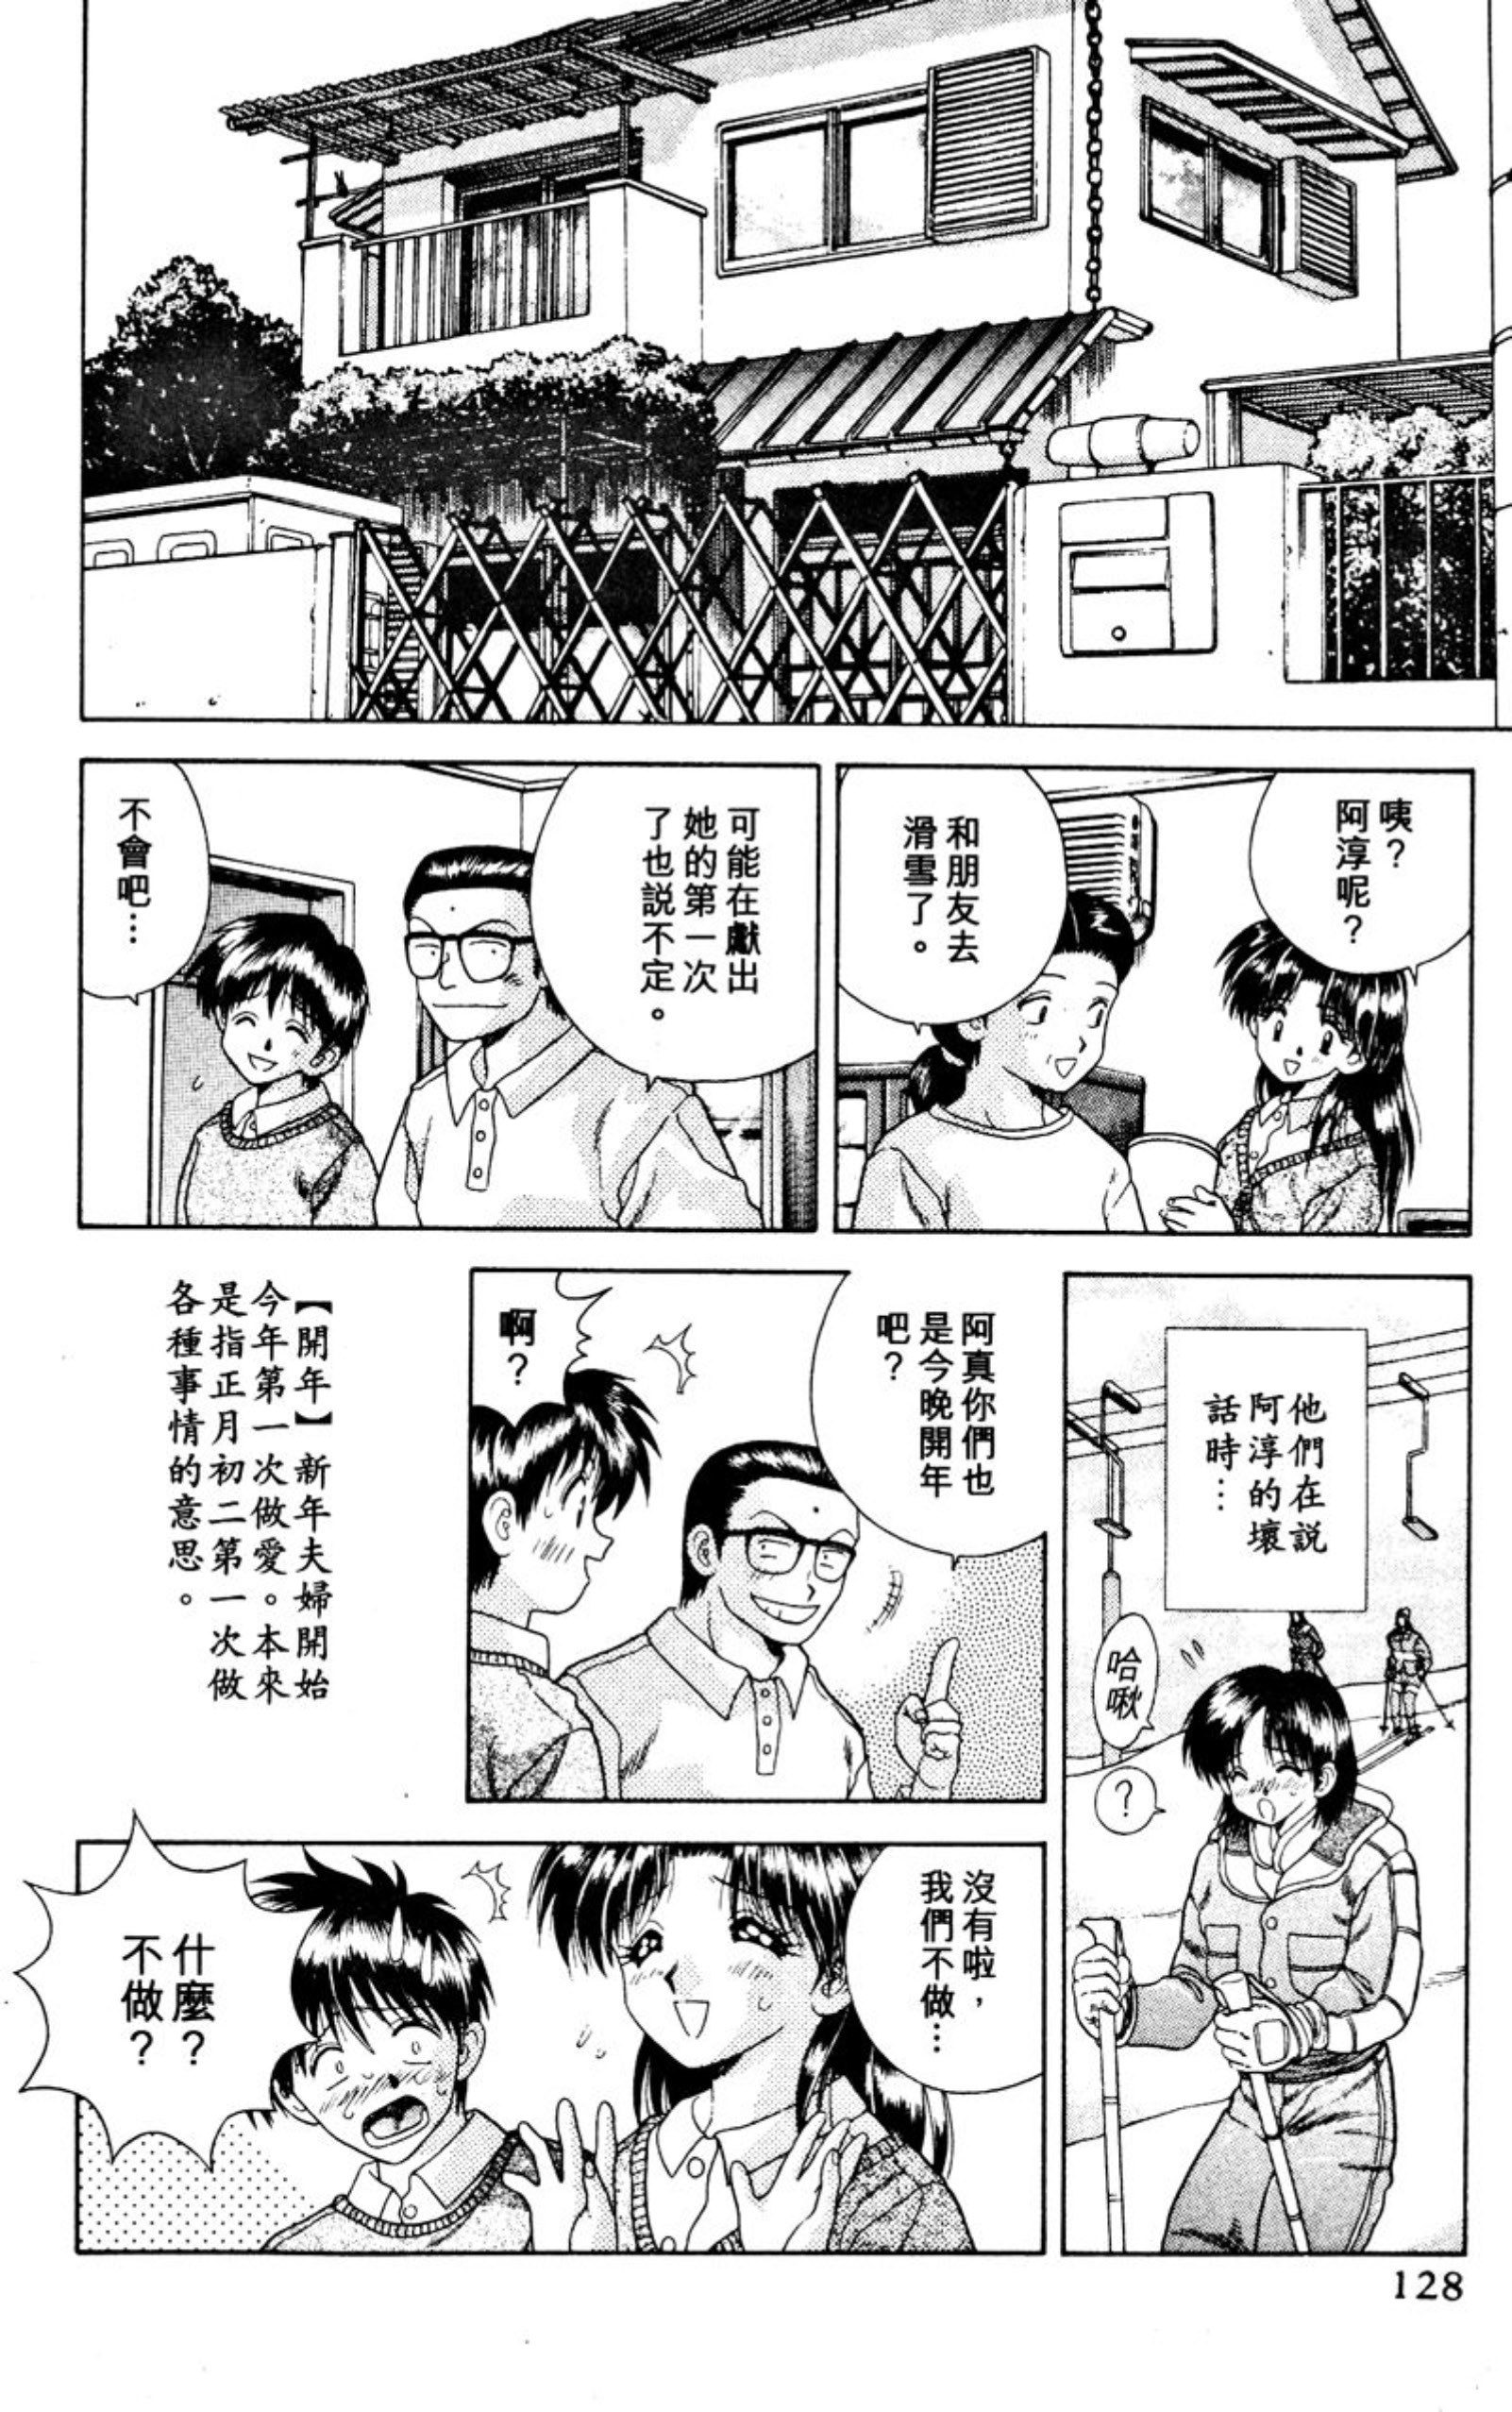 咦？
阿淳呢？
和朋友去
滑雪了。
可能在獻出
她的第一次
了也説不定。
不會吧…
他們在説
阿淳的壞
話時…
哈啾
？
阿真你們也
是今晚開年
吧？
啊？
【開年】新年夫婦開始
今年第一次做愛。本來
是指正月初二第一次做
各種事情的意思。
沒有啦，
我們不做…
什麼？
不做？
128